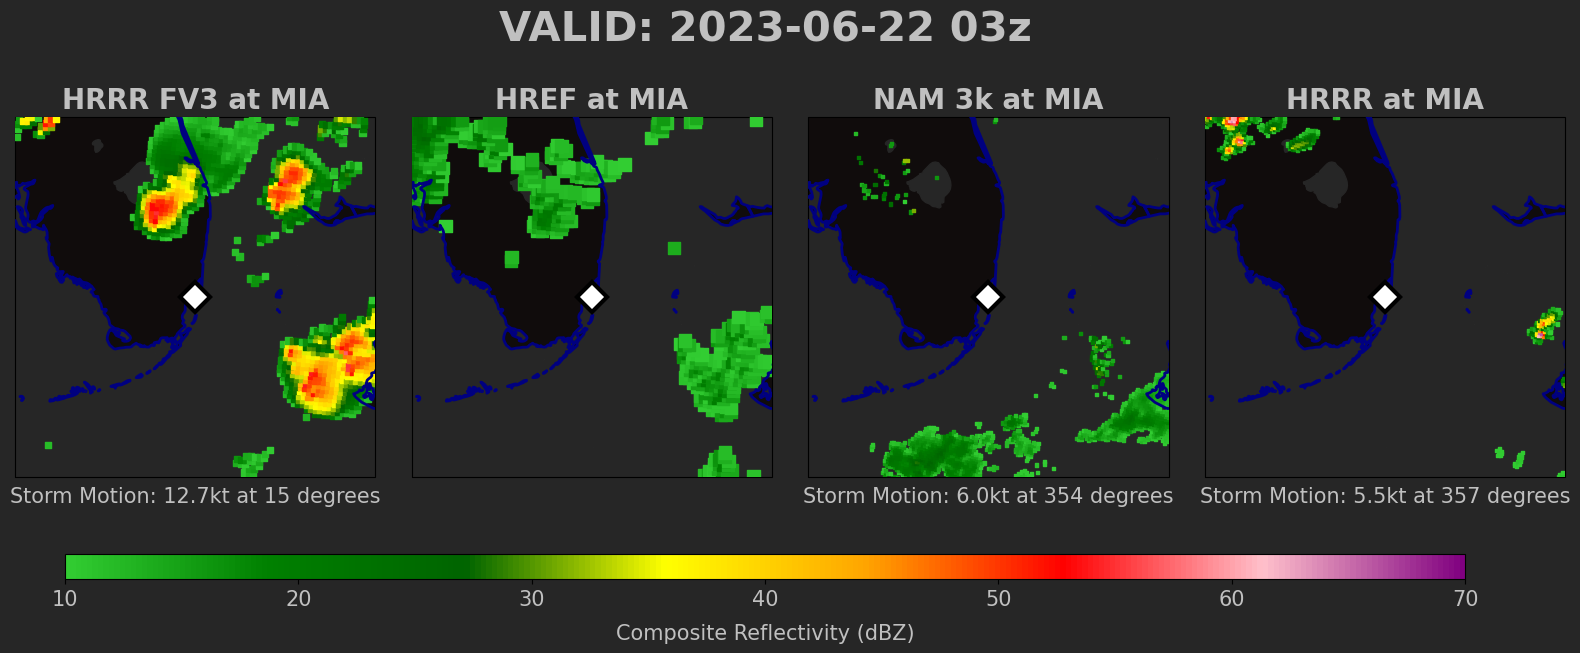 VALID: 2023-06-22 03z
HRRR FV3 at MIA
HREF at MIA
NAM 3k at MIA
HRRR at MIA
Storm Motion: 12.7kt at 15 degrees
Storm Motion: 6.0kt at 354 degrees
Storm Motion: 5.5kt at 357 degrees
10 20 30 40 50 60 70
Composite Reflectivity (dBZ)